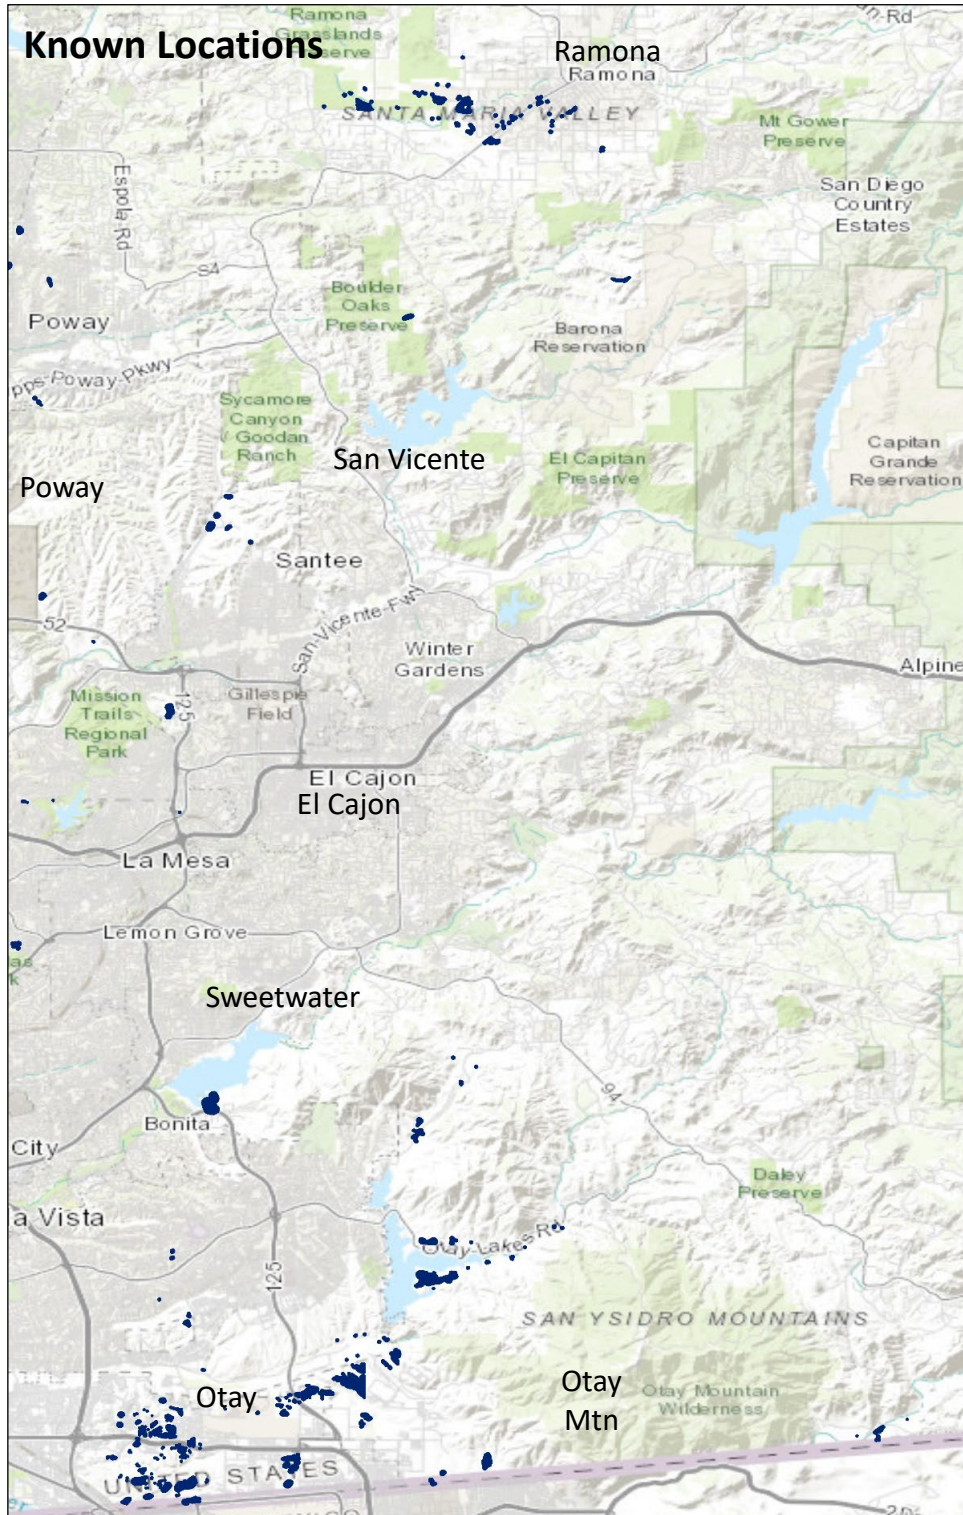 Known Locations
Ramona
Grasslands
Preserve
Ramona
Ramona
SANTA MARIA VALLEY
Mt Gower
Preserve
Espola Rd
San Diego
Country
Estates
S4
Poway
Boulder
Oaks
Preserve
Barona
Reservation
Poway Pkwy
Sycamore
Canyon
Goodan
Ranch
San Vicente
El Capitan
Preserve
Capitan
Grande
Reservation
Poway
Santee
52
San Vicente Fwy
Winter
Gardens
Alpine
Mission
Trails
Regional
Park
125
Gillespie
Field
El Cajon
El Cajon
La Mesa
Lemon Grove
Sweetwater
94
Bonita
City
Daley
Preserve
a Vista
Otay Lakes Rd
125
SAN YSIDRO MOUNTAINS
Otay
Otay
Mtn
Otay Mountain
Wilderness
UNITED STATES